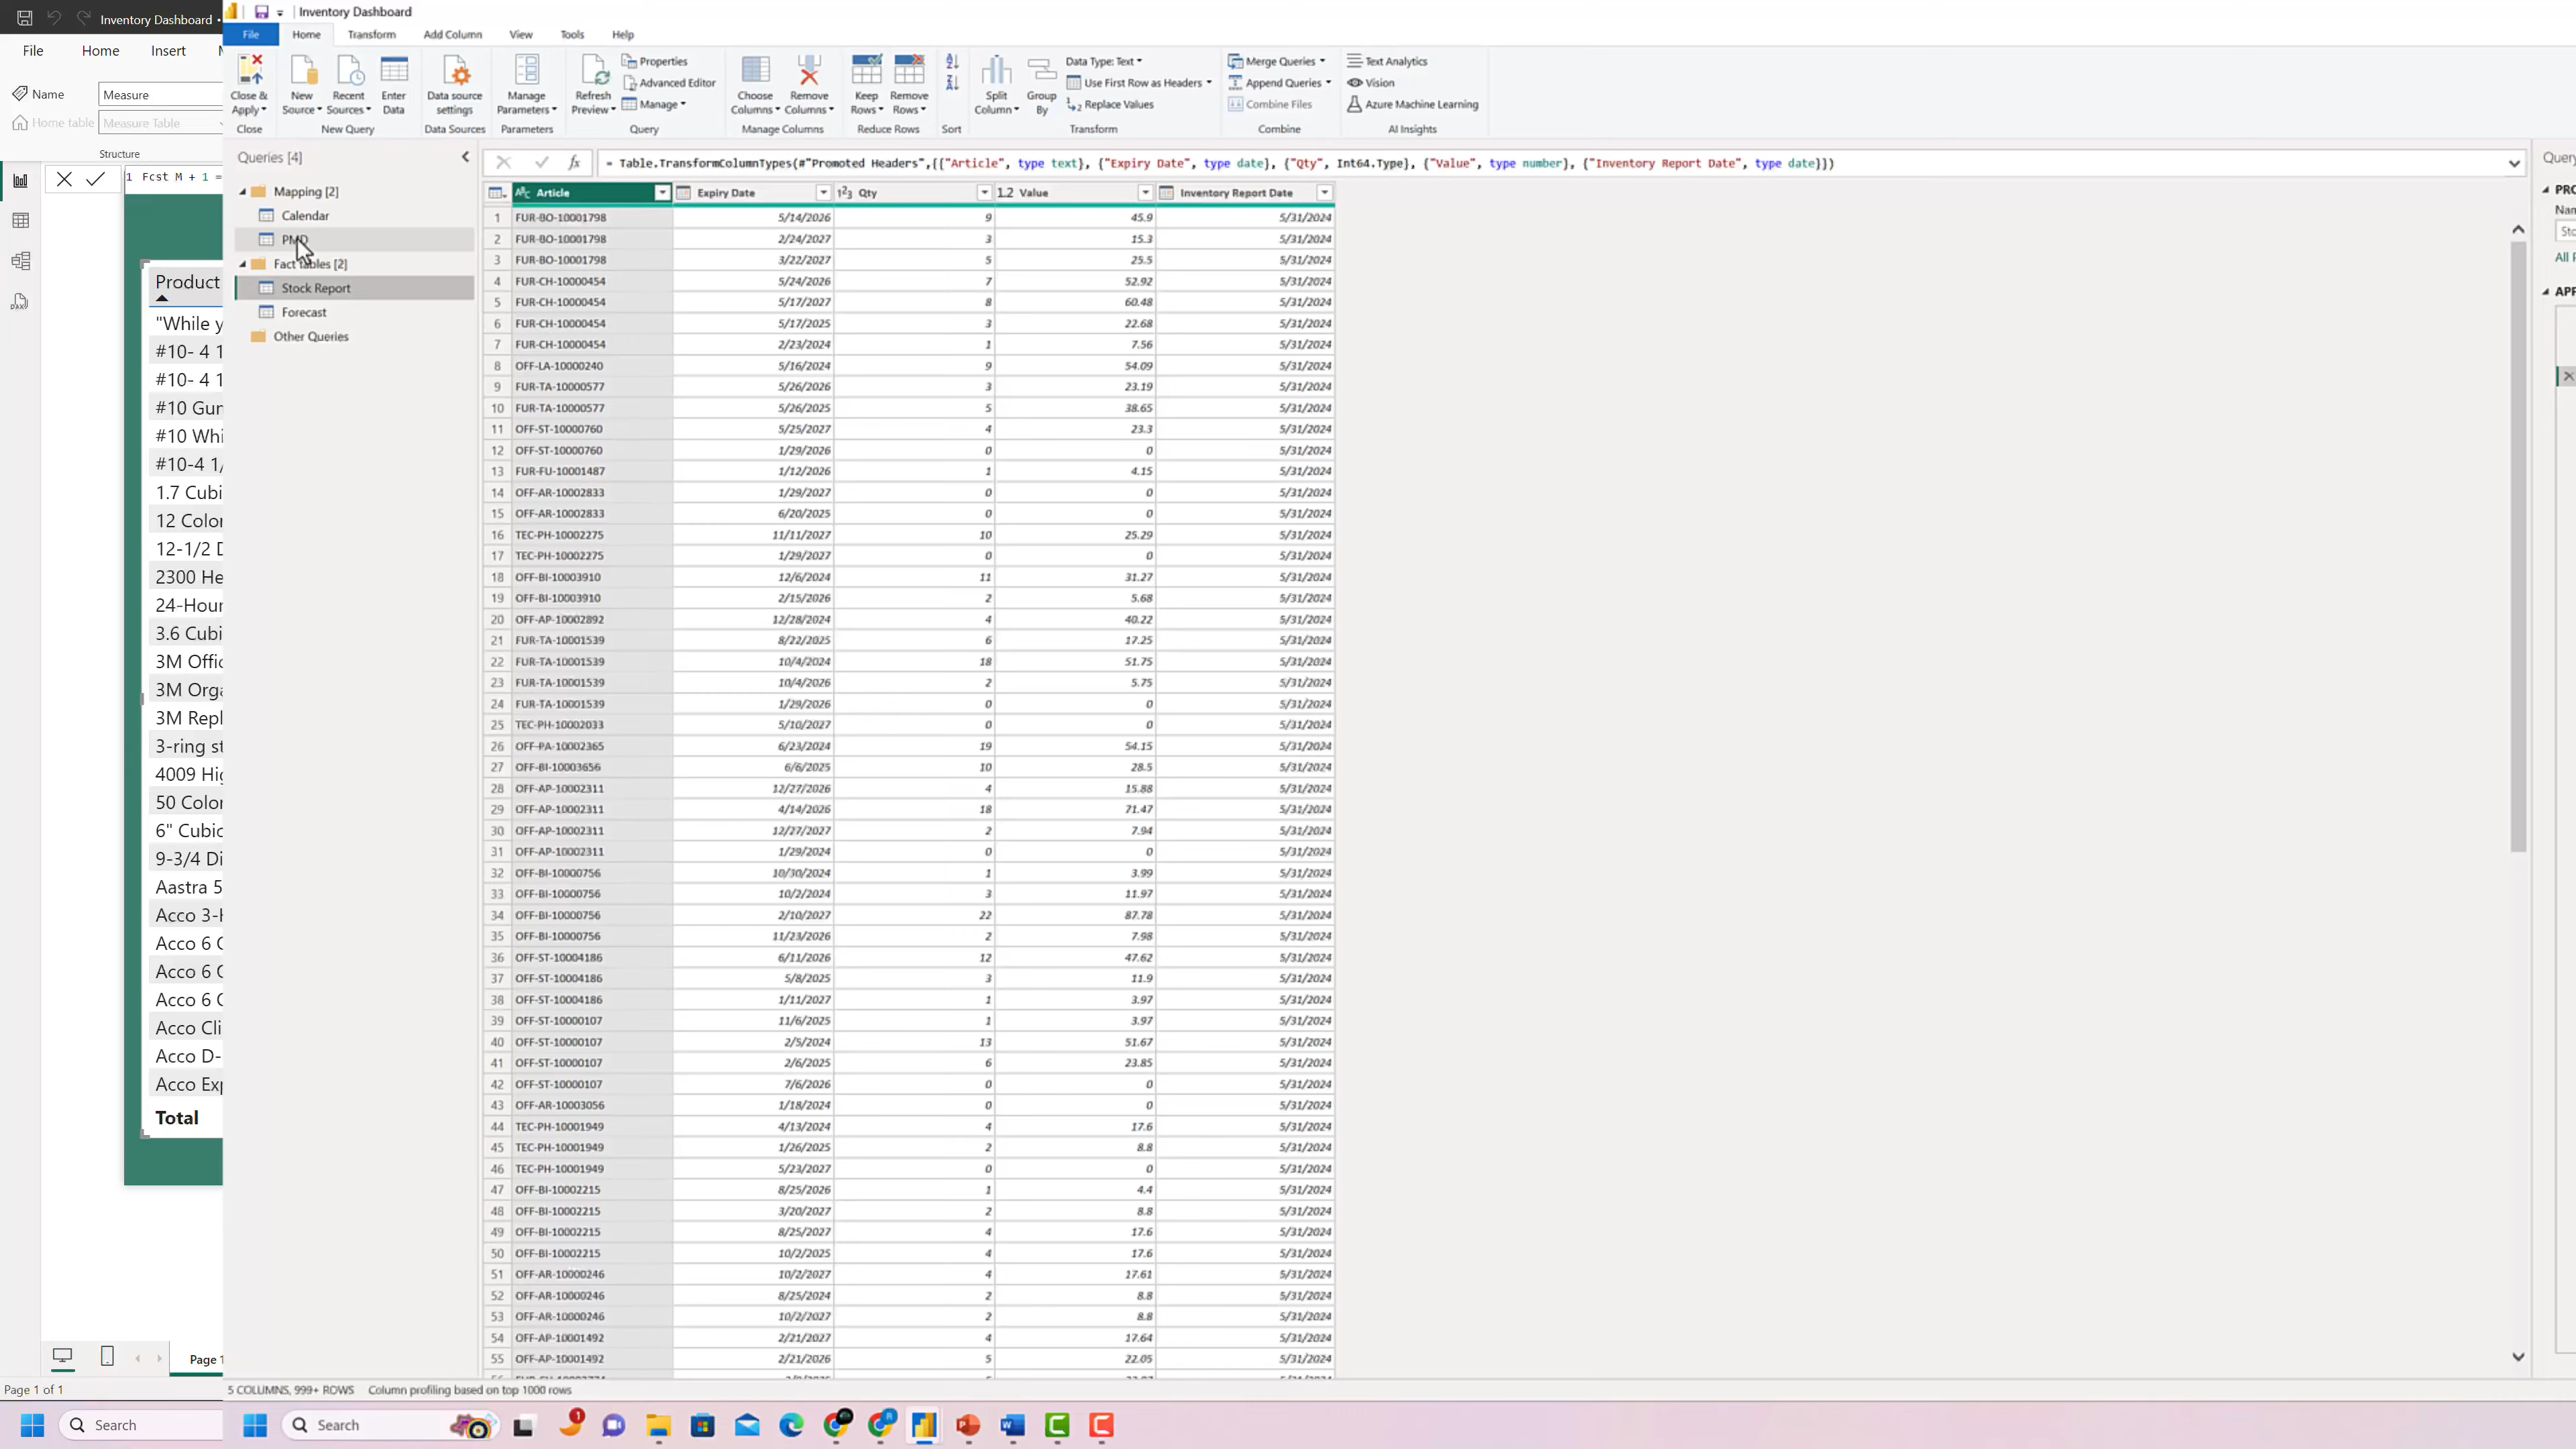 Inventory Dashboard •
File Home Insert
Name Measure
Home table Measure Table
Structure
1 Fcst M + 1 =
Product
"While y
#10- 4 1
#10- 4 1
#10 Gur
#10 Whi
#10-4 1/
1.7 Cubi
12 Color
12-1/2 D
2300 He
24-Hour
3.6 Cubi
3M Offic
3M Orga
3M Repl
3-ring st
4009 Hig
50 Color
6" Cubic
9-3/4 Di
Aastra 5
Acco 3-H
Acco 6 C
Acco 6 C
Acco 6 C
Acco Cli
Acco D-
Acco Exp
Total
Page 1
Page 1 of 1
Search
Inventory Dashboard
File Home Transform Add Column View Tools Help
Close & Apply
New Source
Recent Sources
Enter Data
Data source settings
Manage Parameters
Refresh Preview
Properties
Advanced Editor
Manage
Choose Columns
Remove Columns
Keep Rows
Remove Rows
Split Column
Group By
Data Type: Text
Use First Row as Headers
Replace Values
Merge Queries
Append Queries
Combine Files
Text Analytics
Vision
Azure Machine Learning
Close New Query Data Sources Parameters Query Manage Columns Reduce Rows Sort Transform Combine AI Insights
Queries [4]
Mapping [2]
Calendar
PMD
Fact Tables [2]
Stock Report
Forecast
Other Queries
= Table.TransformColumnTypes(#"Promoted Headers",{{"Article", type text}, {"Expiry Date", type date}, {"Qty", Int64.Type}, {"Value", type number}, {"Inventory Report Date", type date}})
Article Expiry Date Qty Value Inventory Report Date
1 FUR-BO-10001798 5/14/2026 9 45.9 5/31/2024
2 FUR-BO-10001798 2/24/2027 3 15.3 5/31/2024
3 FUR-BO-10001798 3/22/2027 5 25.5 5/31/2024
4 FUR-CH-10000454 5/24/2026 7 52.92 5/31/2024
5 FUR-CH-10000454 5/17/2027 8 60.48 5/31/2024
6 FUR-CH-10000454 5/17/2025 3 22.68 5/31/2024
7 FUR-CH-10000454 2/23/2024 1 7.56 5/31/2024
8 OFF-LA-10000240 5/16/2024 9 54.09 5/31/2024
9 FUR-TA-10000577 5/26/2026 3 23.19 5/31/2024
10 FUR-TA-10000577 5/26/2025 5 38.65 5/31/2024
11 OFF-ST-10000760 5/25/2027 4 23.3 5/31/2024
12 OFF-ST-10000760 1/29/2026 0 0 5/31/2024
13 FUR-FU-10001487 1/12/2026 1 4.15 5/31/2024
14 OFF-AR-10002833 1/29/2027 0 0 5/31/2024
15 OFF-AR-10002833 6/20/2025 0 0 5/31/2024
16 TEC-PH-10002275 11/11/2027 10 25.29 5/31/2024
17 TEC-PH-10002275 1/29/2027 0 0 5/31/2024
18 OFF-BI-10003910 12/6/2024 11 31.27 5/31/2024
19 OFF-BI-10003910 2/15/2026 2 5.68 5/31/2024
20 OFF-AP-10002892 12/28/2024 4 40.22 5/31/2024
21 FUR-TA-10001539 8/22/2025 6 17.25 5/31/2024
22 FUR-TA-10001539 10/4/2024 18 51.75 5/31/2024
23 FUR-TA-10001539 10/4/2026 2 5.75 5/31/2024
24 FUR-TA-10001539 1/29/2026 0 0 5/31/2024
25 TEC-PH-10002033 5/10/2027 0 0 5/31/2024
26 OFF-PA-10002365 6/23/2024 19 54.15 5/31/2024
27 OFF-BI-10003656 6/6/2025 10 28.5 5/31/2024
28 OFF-AP-10002311 12/27/2026 4 15.88 5/31/2024
29 OFF-AP-10002311 4/14/2026 18 71.47 5/31/2024
30 OFF-AP-10002311 12/27/2027 2 7.94 5/31/2024
31 OFF-AP-10002311 1/29/2024 0 0 5/31/2024
32 OFF-BI-10000756 10/30/2024 1 3.99 5/31/2024
33 OFF-BI-10000756 10/2/2024 3 11.97 5/31/2024
34 OFF-BI-10000756 2/10/2027 22 87.78 5/31/2024
35 OFF-BI-10000756 11/23/2026 2 7.98 5/31/2024
36 OFF-ST-10004186 6/11/2026 12 47.62 5/31/2024
37 OFF-ST-10004186 5/8/2025 3 11.9 5/31/2024
38 OFF-ST-10004186 1/11/2027 1 3.97 5/31/2024
39 OFF-ST-10000107 11/6/2025 1 3.97 5/31/2024
40 OFF-ST-10000107 2/5/2024 13 51.67 5/31/2024
41 OFF-ST-10000107 2/6/2025 6 23.85 5/31/2024
42 OFF-ST-10000107 7/6/2026 0 0 5/31/2024
43 OFF-AR-10003056 1/18/2024 0 0 5/31/2024
44 TEC-PH-10001949 4/13/2024 4 17.6 5/31/2024
45 TEC-PH-10001949 1/26/2025 2 8.8 5/31/2024
46 TEC-PH-10001949 5/23/2027 0 0 5/31/2024
47 OFF-BI-10002215 8/25/2026 1 4.4 5/31/2024
48 OFF-BI-10002215 3/20/2027 2 8.8 5/31/2024
49 OFF-BI-10002215 8/25/2027 4 17.6 5/31/2024
50 OFF-BI-10002215 10/2/2025 4 17.6 5/31/2024
51 OFF-AR-10000246 10/2/2027 4 17.61 5/31/2024
52 OFF-AR-10000246 8/25/2024 2 8.8 5/31/2024
53 OFF-AR-10000246 10/2/2027 2 8.8 5/31/2024
54 OFF-AP-10001492 2/21/2027 4 17.64 5/31/2024
55 OFF-AP-10001492 2/21/2026 5 22.05 5/31/2024
5 COLUMNS, 999+ ROWS Column profiling based on top 1000 rows
Query
PRO
Nam
Sto
All P
APP
Search